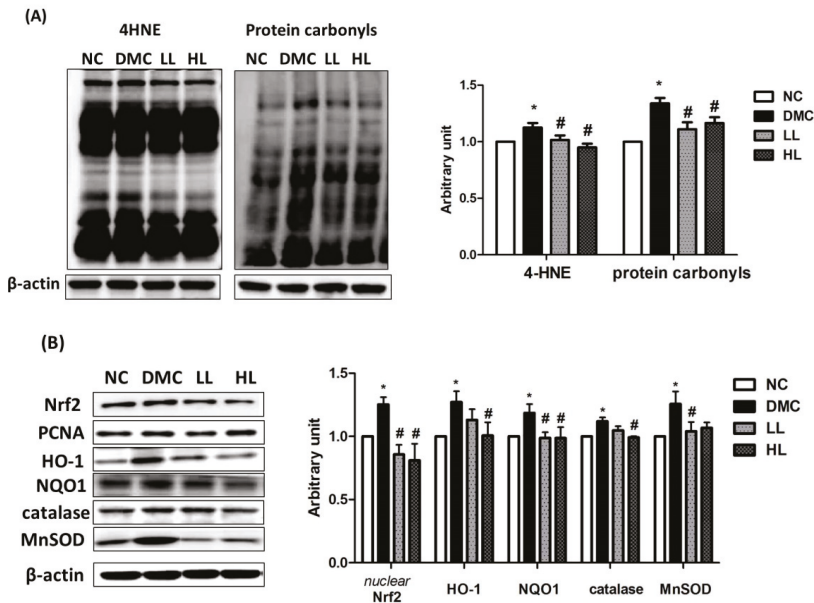 (A)
4HNE
Protein carbonyls
NC DMC LL HL
NC DMC LL HL
β-actin
Arbitrary unit
1.5
1.0
0.5
0.0
*
#
#
*
#
#
4-HNE
protein carbonyls
NC
DMC
LL
HL
(B)
NC DMC LL HL
Nrf2
PCNA
HO-1
NQO1
catalase
MnSOD
β-actin
Arbitrary unit
1.5
1.0
0.5
0.0
*
#
#
*
#
*
#
#
*
#
*
#
nuclear
Nrf2
HO-1
NQO1
catalase
MnSOD
NC
DMC
LL
HL